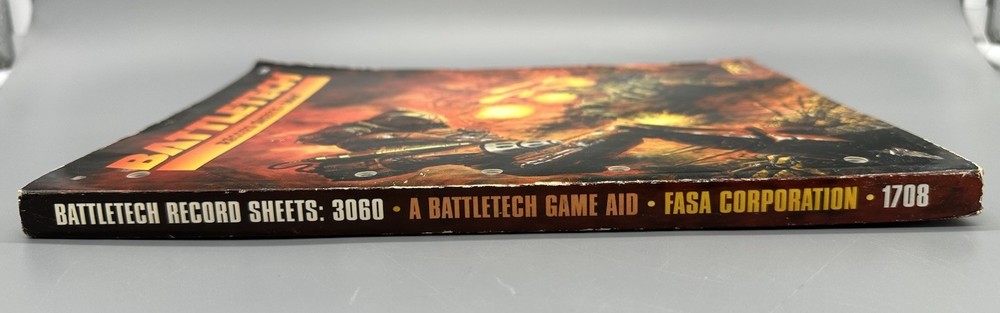 BATTLETECH
BATTLETECH RECORD SHEETS: 3060 • A BATTLETECH GAME AID • FASA CORPORATION • 1708